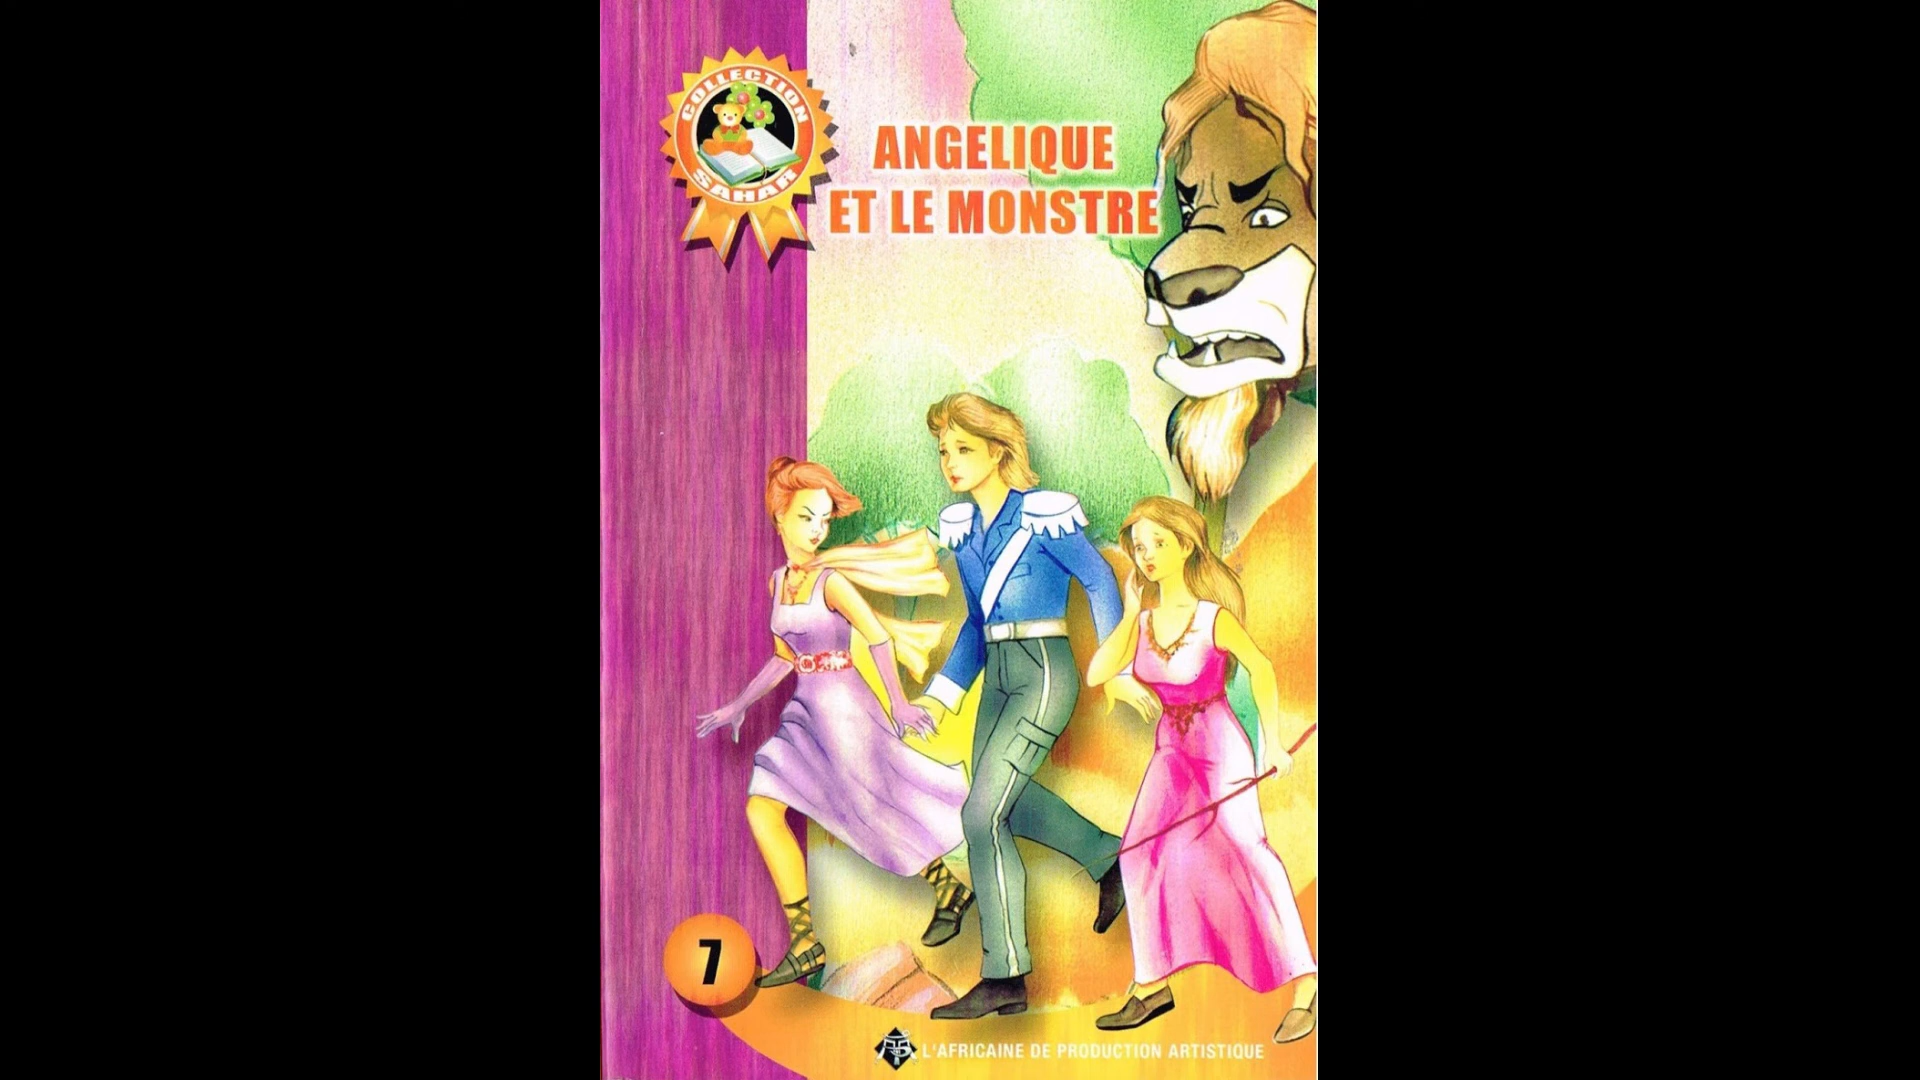 COLLECTION
SAHAR
ANGELIQUE
ET LE MONSTRE
7
L'AFRICAINE DE PRODUCTION ARTISTIQUE